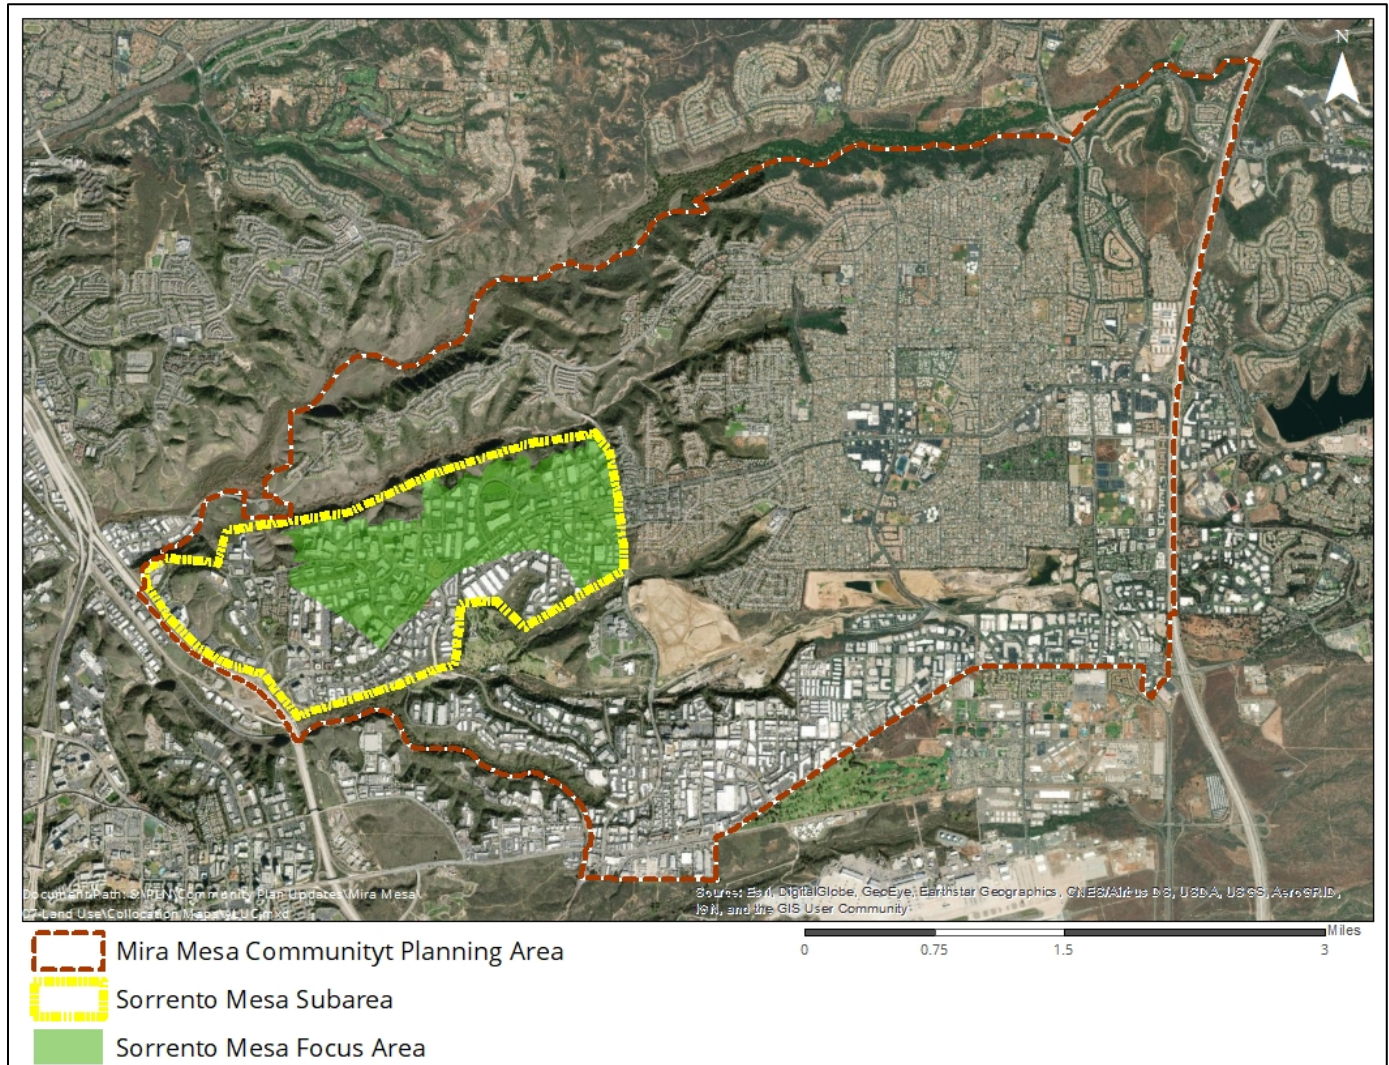 N
Document Path: S:\PLN\Community Plan Updates\Mira Mesa\
07-Land Use\Collocation Maps\ALUC.mxd
Source: Esri, DigitalGlobe, GeoEye, Earthstar Geographics, CNES/Airbus DS, USDA, USGS, AeroGRID,
IGN, and the GIS User Community
Miles
0 0.75 1.5 3
Mira Mesa Communityt Planning Area
Sorrento Mesa Subarea
Sorrento Mesa Focus Area